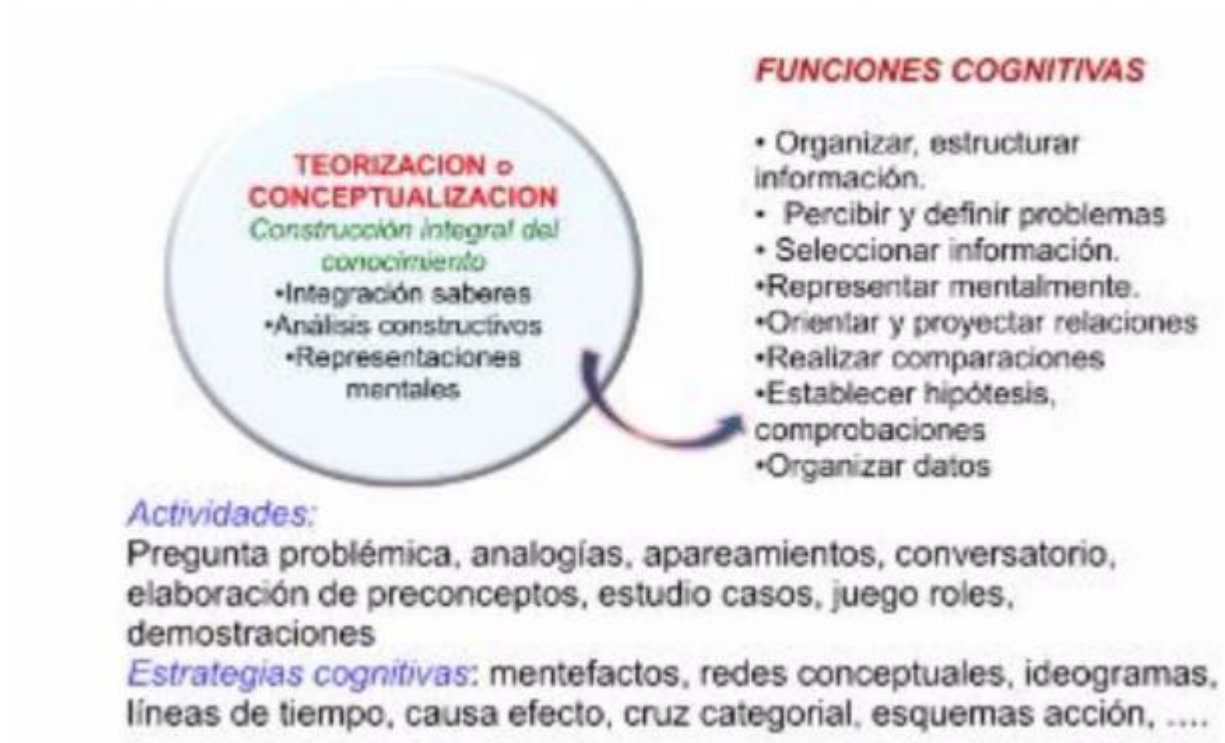 TEORIZACION o
CONCEPTUALIZACION
Construcción integral del
conocimiento
•Integración saberes
•Análisis constructivos
•Representaciones
mentales
FUNCIONES COGNITIVAS
• Organizar, estructurar
información.
• Percibir y definir problemas
• Seleccionar información.
•Representar mentalmente.
•Orientar y proyectar relaciones
•Realizar comparaciones
•Establecer hipótesis,
comprobaciones
•Organizar datos
Actividades:
Pregunta problémica, analogías, apareamientos, conversatorio,
elaboración de preconceptos, estudio casos, juego roles,
demostraciones
Estrategias cognitivas: mentefactos, redes conceptuales, ideogramas,
líneas de tiempo, causa efecto, cruz categorial, esquemas acción, ....